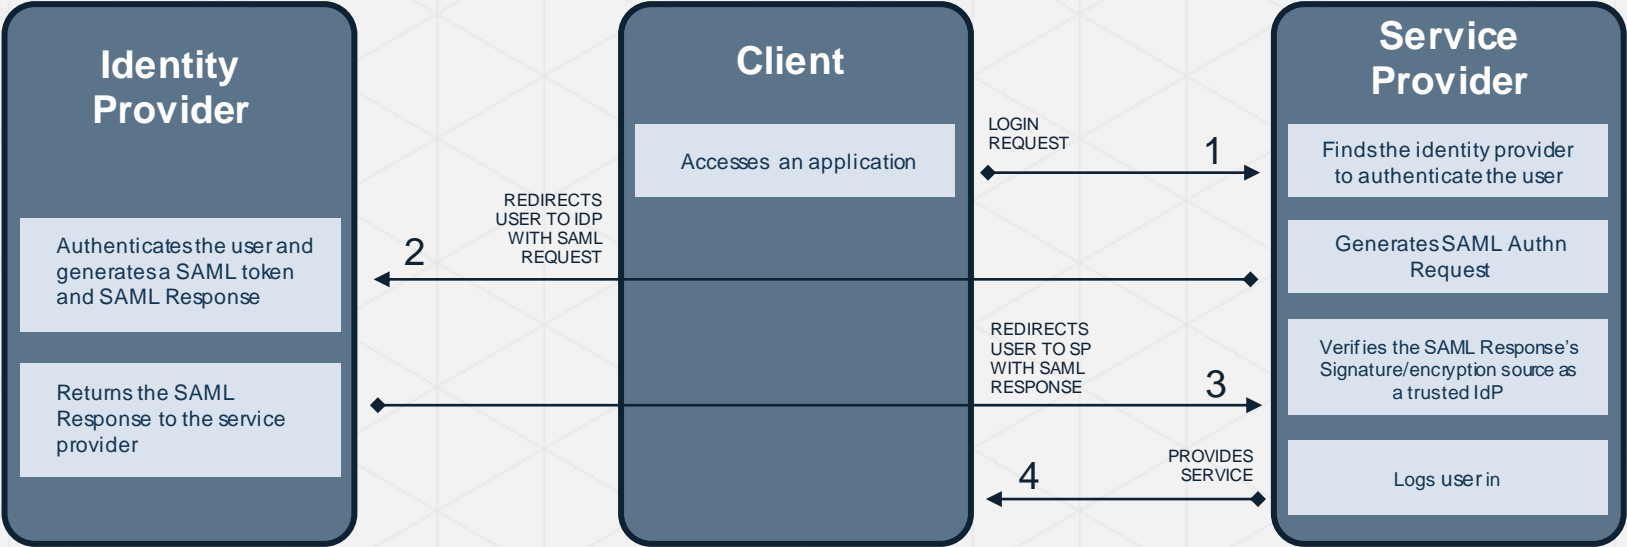 Identity
Provider
Authenticates the user and
generates a SAML token
and SAML Response
Returns the SAML
Response to the service
provider
REDIRECTS
USER TO IDP
WITH SAML
REQUEST
2
Client
Accesses an application
LOGIN
REQUEST
1
REDIRECTS
USER TO SP
WITH SAML
RESPONSE
3
PROVIDES
SERVICE
4
Service
Provider
Finds the identity provider
to authenticate the user
Generates SAML Authn
Request
Verifies the SAML Response’s
Signature/encryption source as
a trusted IdP
Logs user in